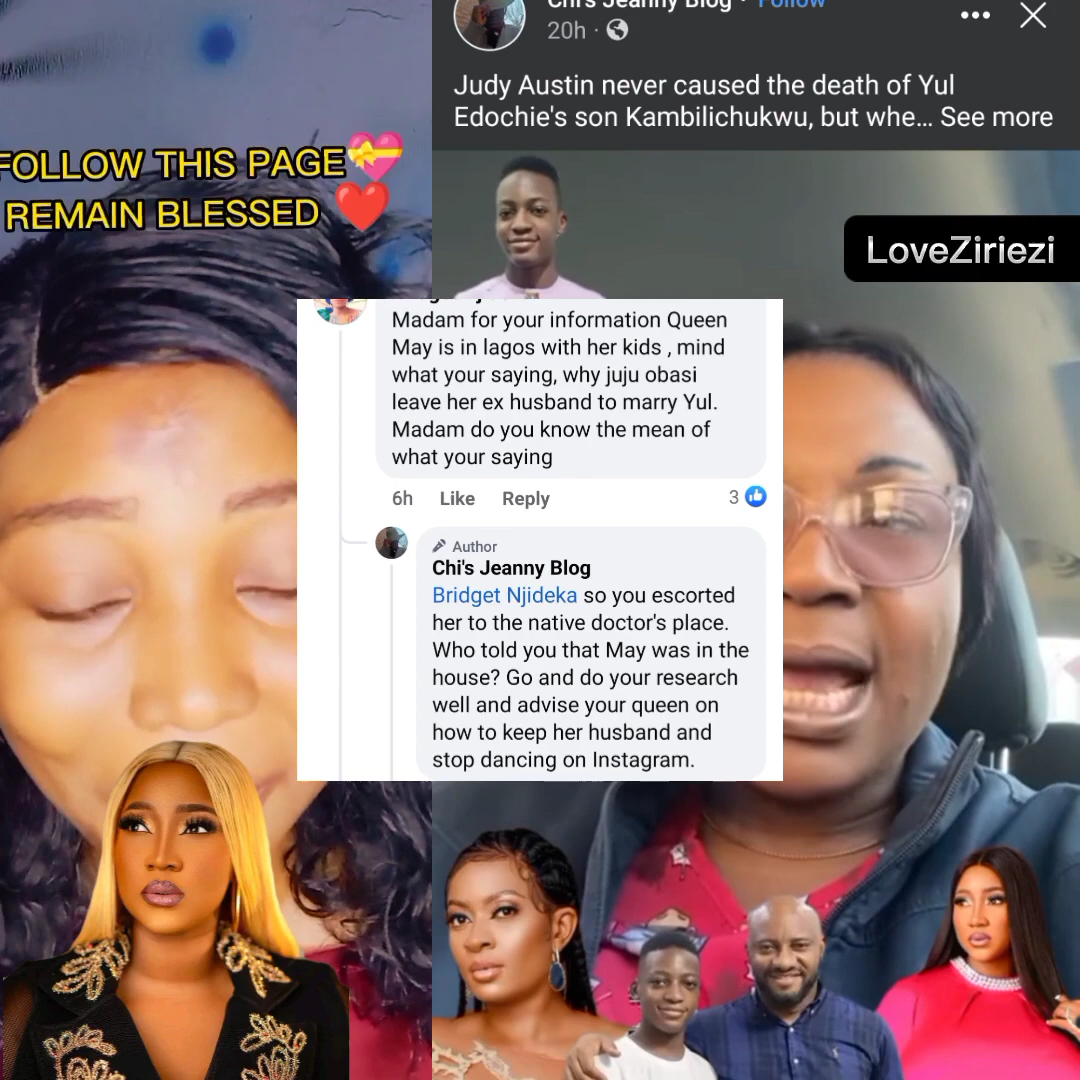 FOLLOW THIS PAGE
REMAIN BLESSED
Chi's Jeanny Blog · Follow
20h ·
Judy Austin never caused the death of Yul
Edochie's son Kambilichukwu, but whe... See more
LoveZiriezi
Madam for your information Queen
May is in lagos with her kids , mind
what your saying, why juju obasi
leave her ex husband to marry Yul.
Madam do you know the mean of
what your saying
6h Like Reply 3
Author
Chi's Jeanny Blog
Bridget Njideka so you escorted
her to the native doctor's place.
Who told you that May was in the
house? Go and do your research
well and advise your queen on
how to keep her husband and
stop dancing on Instagram.